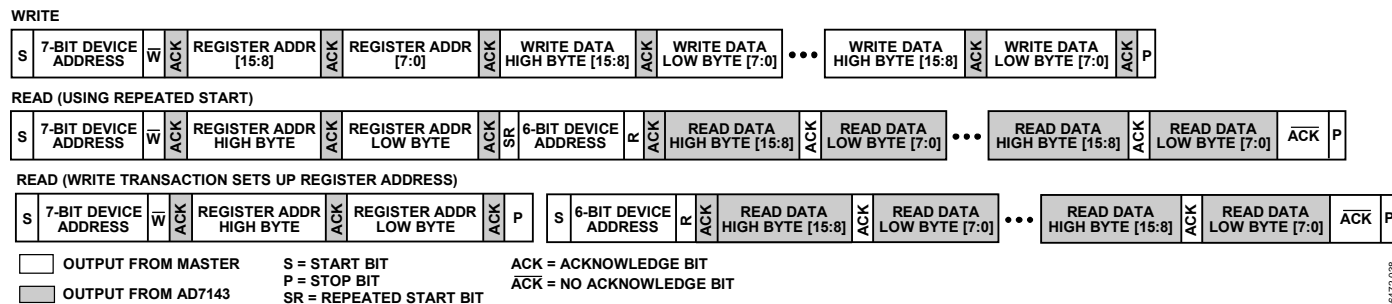 WRITE
S 7-BIT DEVICE ADDRESS W̅ ACK REGISTER ADDR [15:8] ACK REGISTER ADDR [7:0] ACK WRITE DATA HIGH BYTE [15:8] ACK WRITE DATA LOW BYTE [7:0] ••• WRITE DATA HIGH BYTE [15:8] ACK WRITE DATA LOW BYTE [7:0] ACK P
READ (USING REPEATED START)
S 7-BIT DEVICE ADDRESS W̅ ACK REGISTER ADDR HIGH BYTE ACK REGISTER ADDR LOW BYTE ACK SR 6-BIT DEVICE ADDRESS R ACK READ DATA HIGH BYTE [15:8] ACK READ DATA LOW BYTE [7:0] ••• READ DATA HIGH BYTE [15:8] ACK READ DATA LOW BYTE [7:0] A̅C̅K̅ P
READ (WRITE TRANSACTION SETS UP REGISTER ADDRESS)
S 7-BIT DEVICE ADDRESS W̅ ACK REGISTER ADDR HIGH BYTE ACK REGISTER ADDR LOW BYTE ACK P S 6-BIT DEVICE ADDRESS R ACK READ DATA HIGH BYTE [15:8] ACK READ DATA LOW BYTE [7:0] ••• READ DATA HIGH BYTE [15:8] ACK READ DATA LOW BYTE [7:0] A̅C̅K̅ P
OUTPUT FROM MASTER
OUTPUT FROM AD7143
S = START BIT
P = STOP BIT
SR = REPEATED START BIT
ACK = ACKNOWLEDGE BIT
A̅C̅K̅ = NO ACKNOWLEDGE BIT